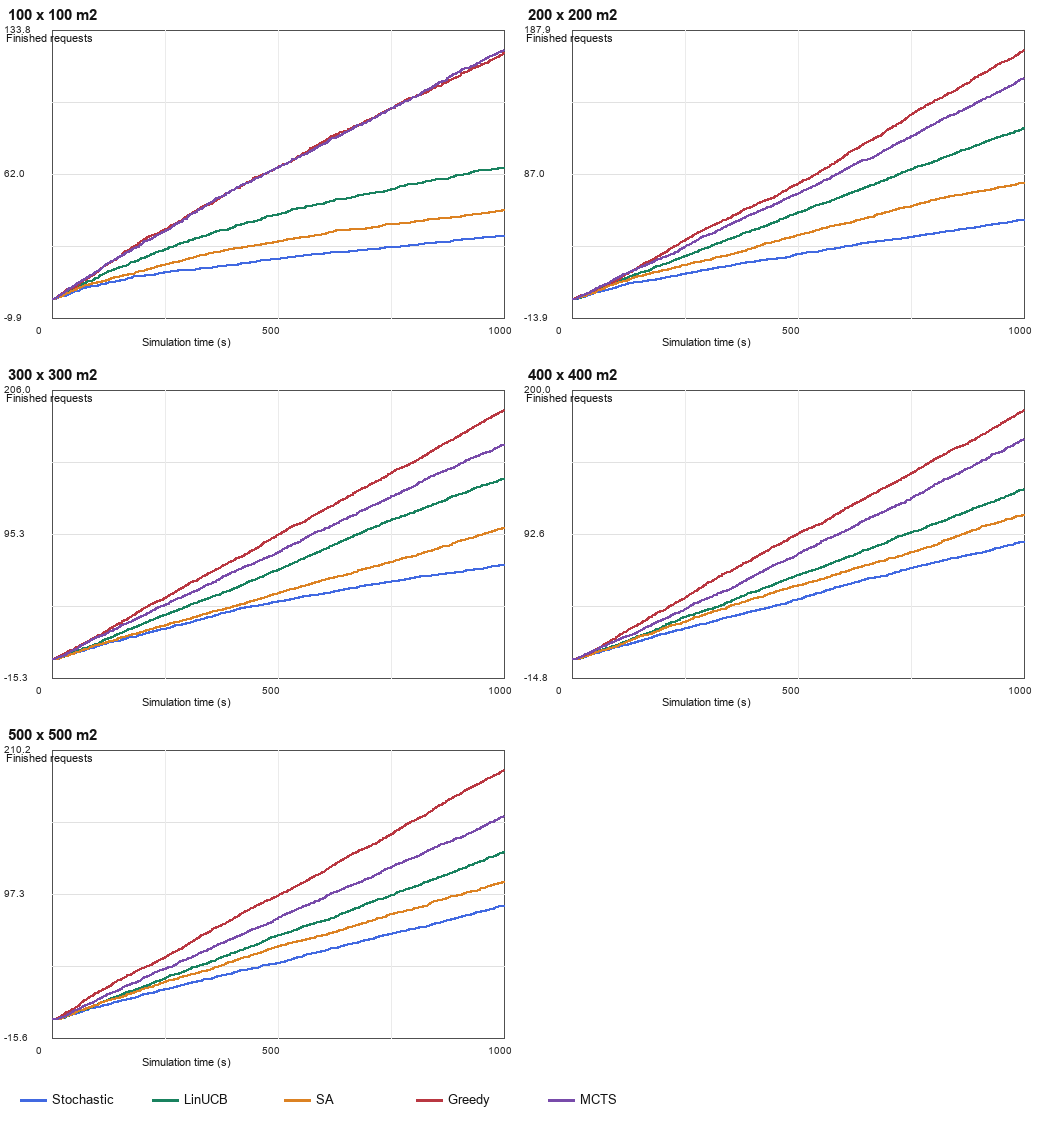 100 x 100 m2
133.8
Finished requests
62.0
-9.9
0
500
1000
Simulation time (s)
200 x 200 m2
187.9
Finished requests
87.0
-13.9
0
500
1000
Simulation time (s)
300 x 300 m2
206.0
Finished requests
95.3
-15.3
0
500
1000
Simulation time (s)
400 x 400 m2
200.0
Finished requests
92.6
-14.8
0
500
1000
Simulation time (s)
500 x 500 m2
210.2
Finished requests
97.3
-15.6
0
500
1000
Simulation time (s)
Stochastic LinUCB SA Greedy MCTS